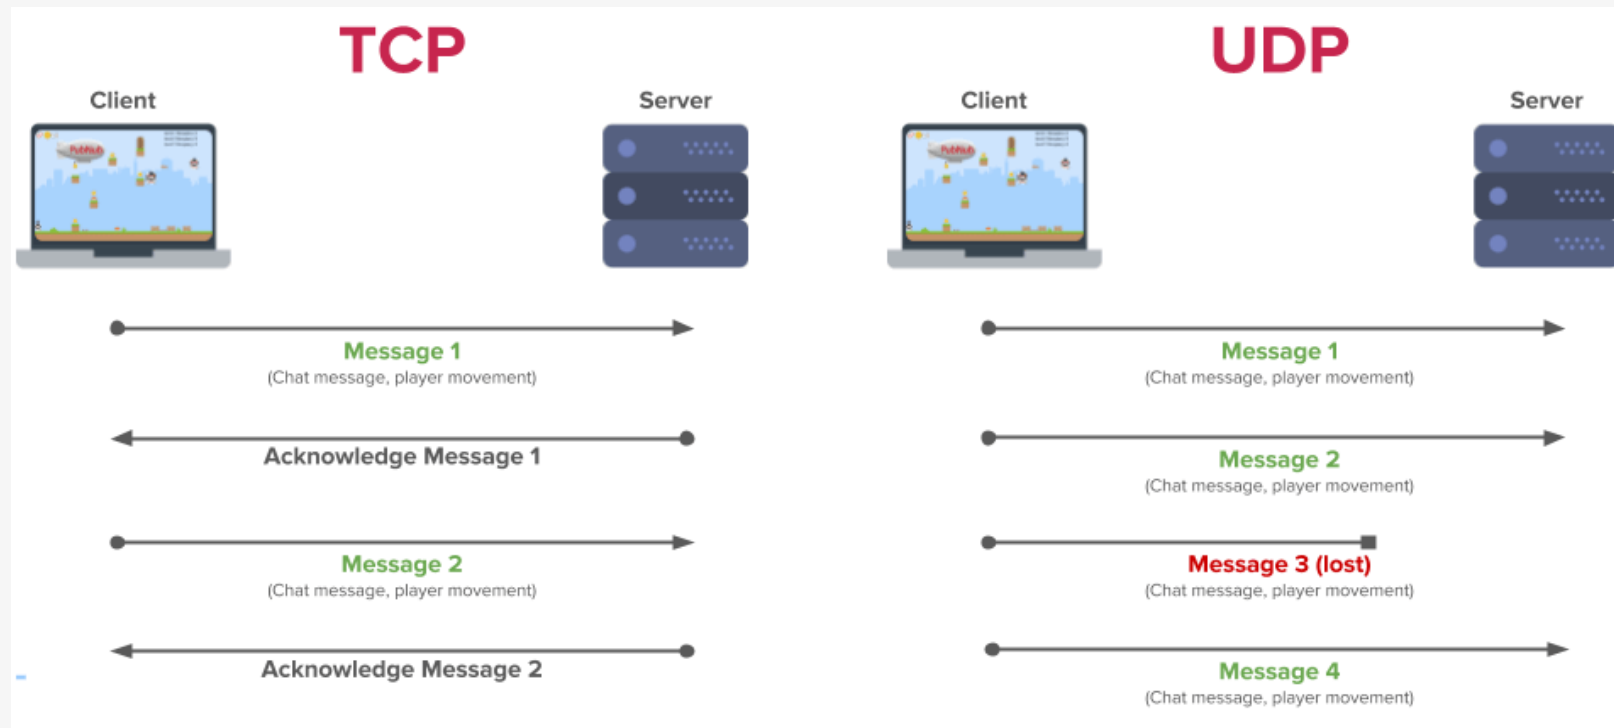 TCP
Client
Server
PubNub
Message 1
(Chat message, player movement)
Acknowledge Message 1
Message 2
(Chat message, player movement)
Acknowledge Message 2
UDP
Client
Server
PubNub
Message 1
(Chat message, player movement)
Message 2
(Chat message, player movement)
Message 3 (lost)
(Chat message, player movement)
Message 4
(Chat message, player movement)